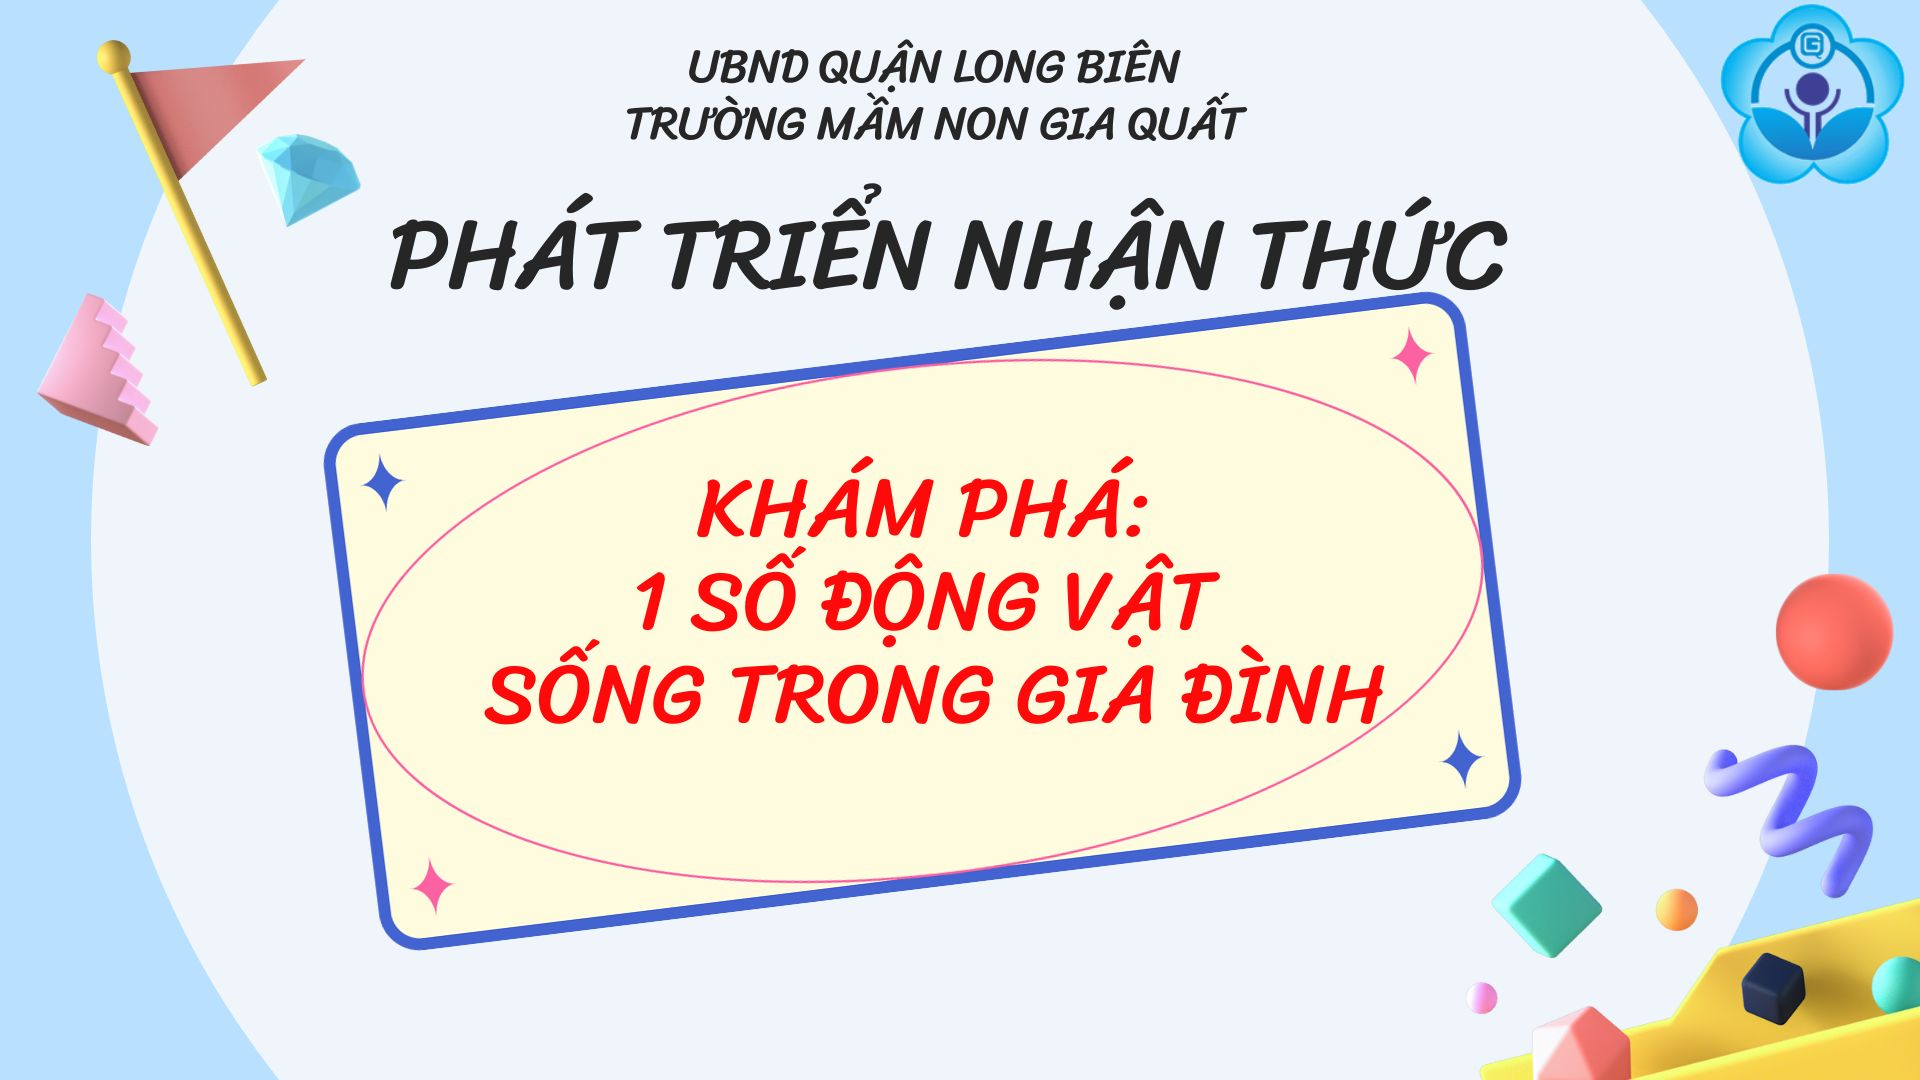 UBND QUẬN LONG BIÊN
TRƯỜNG MẦM NON GIA QUẤT
PHÁT TRIỂN NHẬN THỨC
KHÁM PHÁ:
1 SỐ ĐỘNG VẬT
SỐNG TRONG GIA ĐÌNH